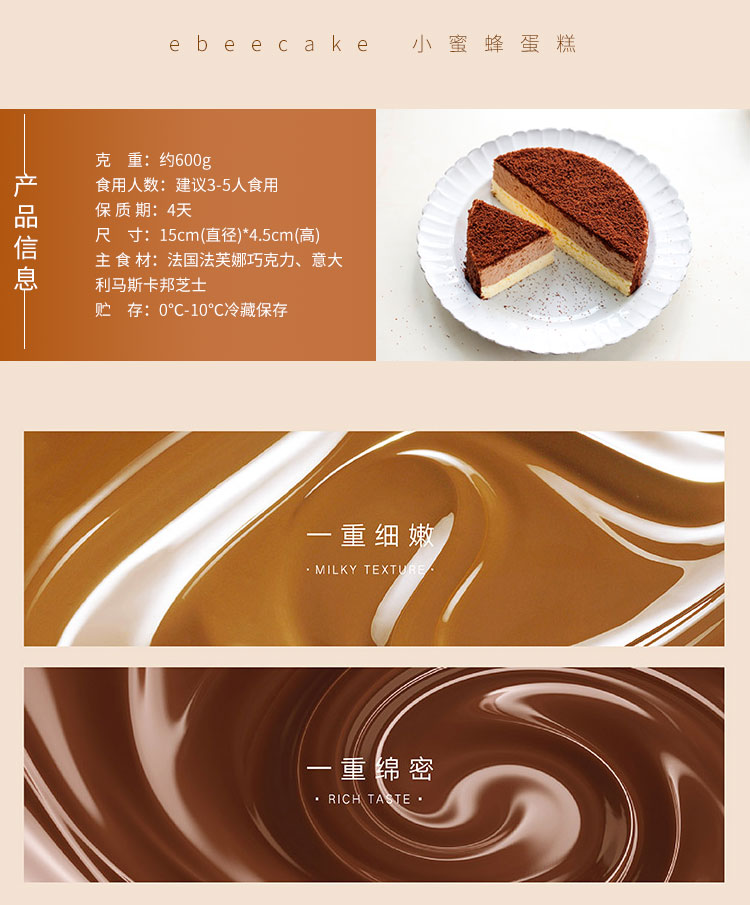 ebeecake 小蜜蜂蛋糕
产品信息
克 重：约600g
食用人数：建议3-5人食用
保质期：4天
尺 寸：15cm(直径)*4.5cm(高)
主食材：法国法芙娜巧克力、意大
利马斯卡邦芝士
贮 存：0℃-10℃冷藏保存
一重细嫩
·MILKY TEXTURE·
一重绵密
·RICH TASTE·